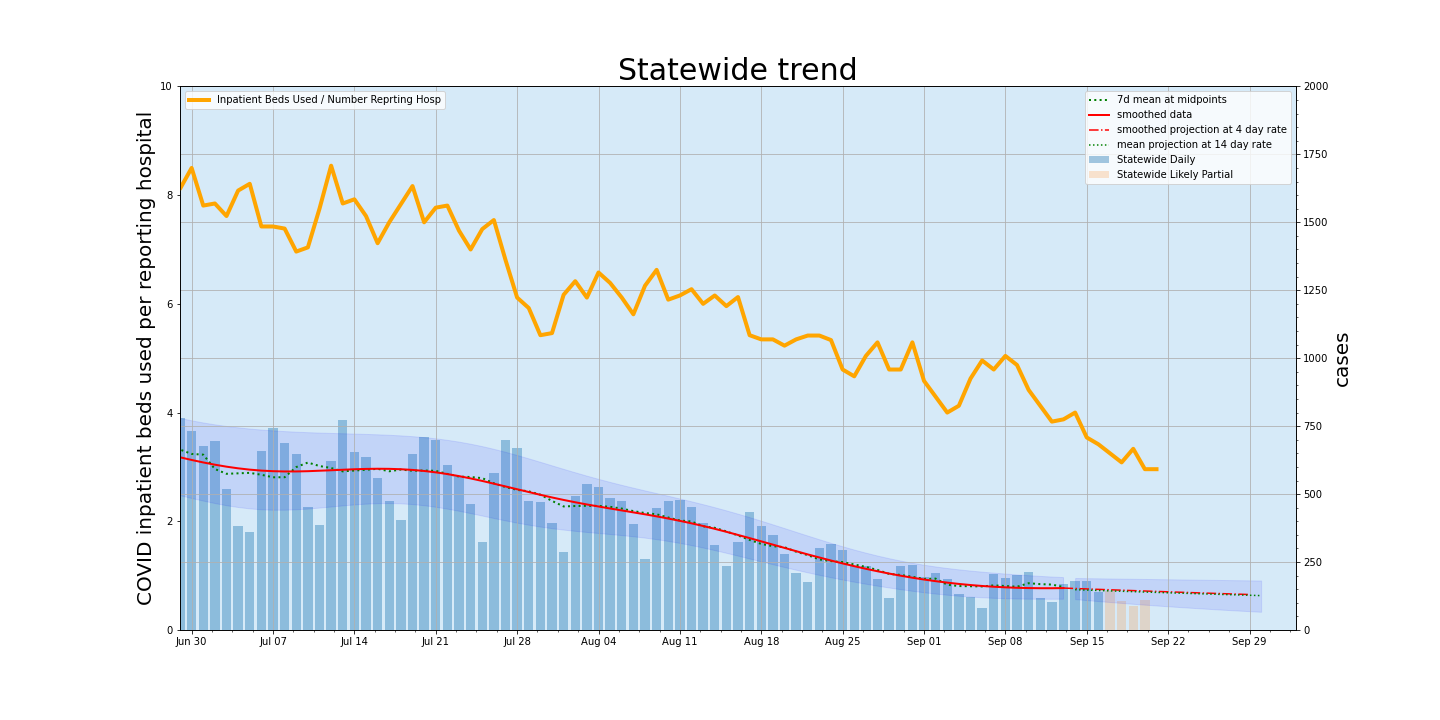 Statewide trend
COVID inpatient beds used per reporting hospital
10
8
6
4
2
0
Inpatient Beds Used / Number Reprting Hosp
7d mean at midpoints
smoothed data
smoothed projection at 4 day rate
mean projection at 14 day rate
Statewide Daily
Statewide Likely Partial
2000
1750
1500
1250
1000
750
500
250
0
cases
Jun 30 Jul 07 Jul 14 Jul 21 Jul 28 Aug 04 Aug 11 Aug 18 Aug 25 Sep 01 Sep 08 Sep 15 Sep 22 Sep 29